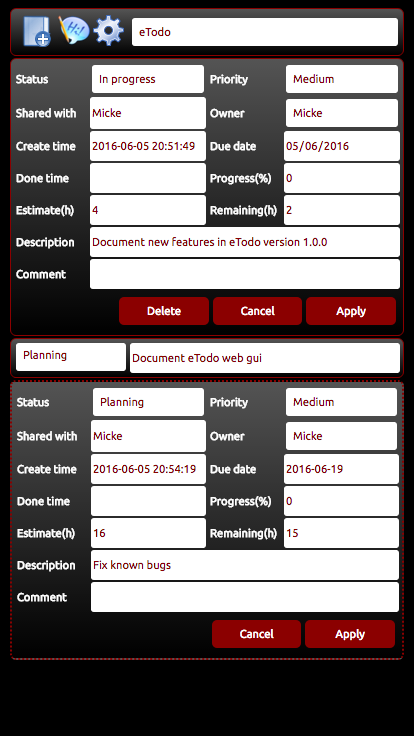 eTodo
Status In progress Priority Medium
Shared with Micke Owner Micke
Create time 2016-06-05 20:51:49 Due date 05/06/2016
Done time Progress(%) 0
Estimate(h) 4 Remaining(h) 2
Description Document new features in eTodo version 1.0.0
Comment
Delete Cancel Apply
Planning Document eTodo web gui
Status Planning Priority Medium
Shared with Micke Owner Micke
Create time 2016-06-05 20:54:19 Due date 2016-06-19
Done time Progress(%) 0
Estimate(h) 16 Remaining(h) 15
Description Fix known bugs
Comment
Cancel Apply